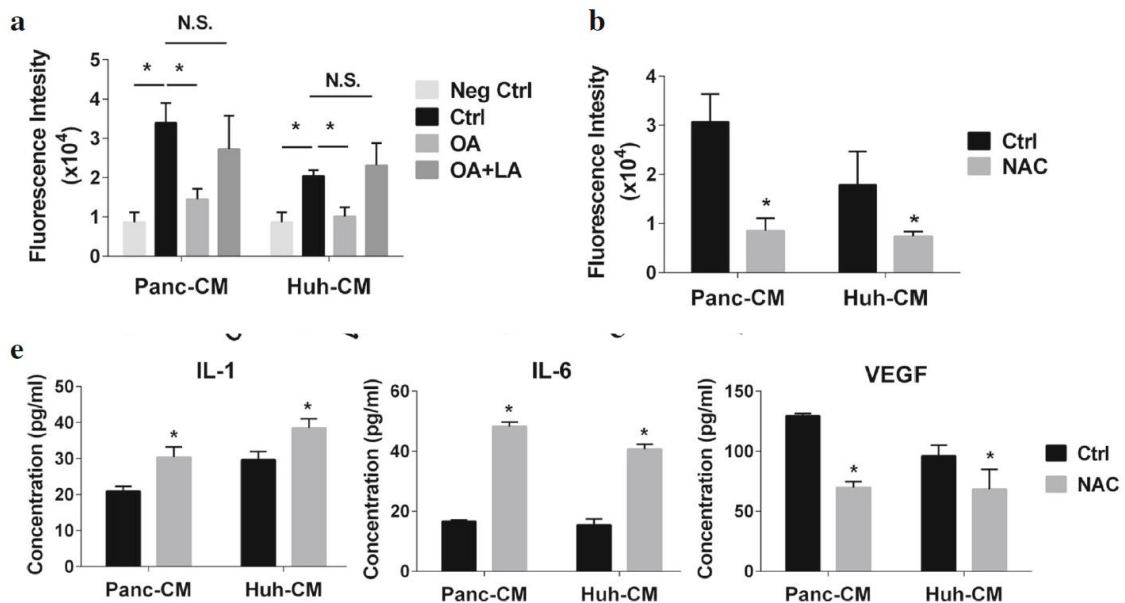 a
N.S.
* *
N.S.
* *
Fluorescence Intesity
(x10⁴)
5
4
3
2
1
0
Panc-CM Huh-CM
Neg Ctrl
Ctrl
OA
OA+LA
b
Fluorescence Intesity
(x10⁴)
4
3
2
1
0
* *
Panc-CM Huh-CM
Ctrl
NAC
e
IL-1
Concentration (pg/ml)
50
40
30
20
10
0
* *
Panc-CM Huh-CM
IL-6
Concentration (pg/ml)
60
40
20
0
* *
Panc-CM Huh-CM
VEGF
Concentration (pg/ml)
150
100
50
0
* *
Panc-CM Huh-CM
Ctrl
NAC